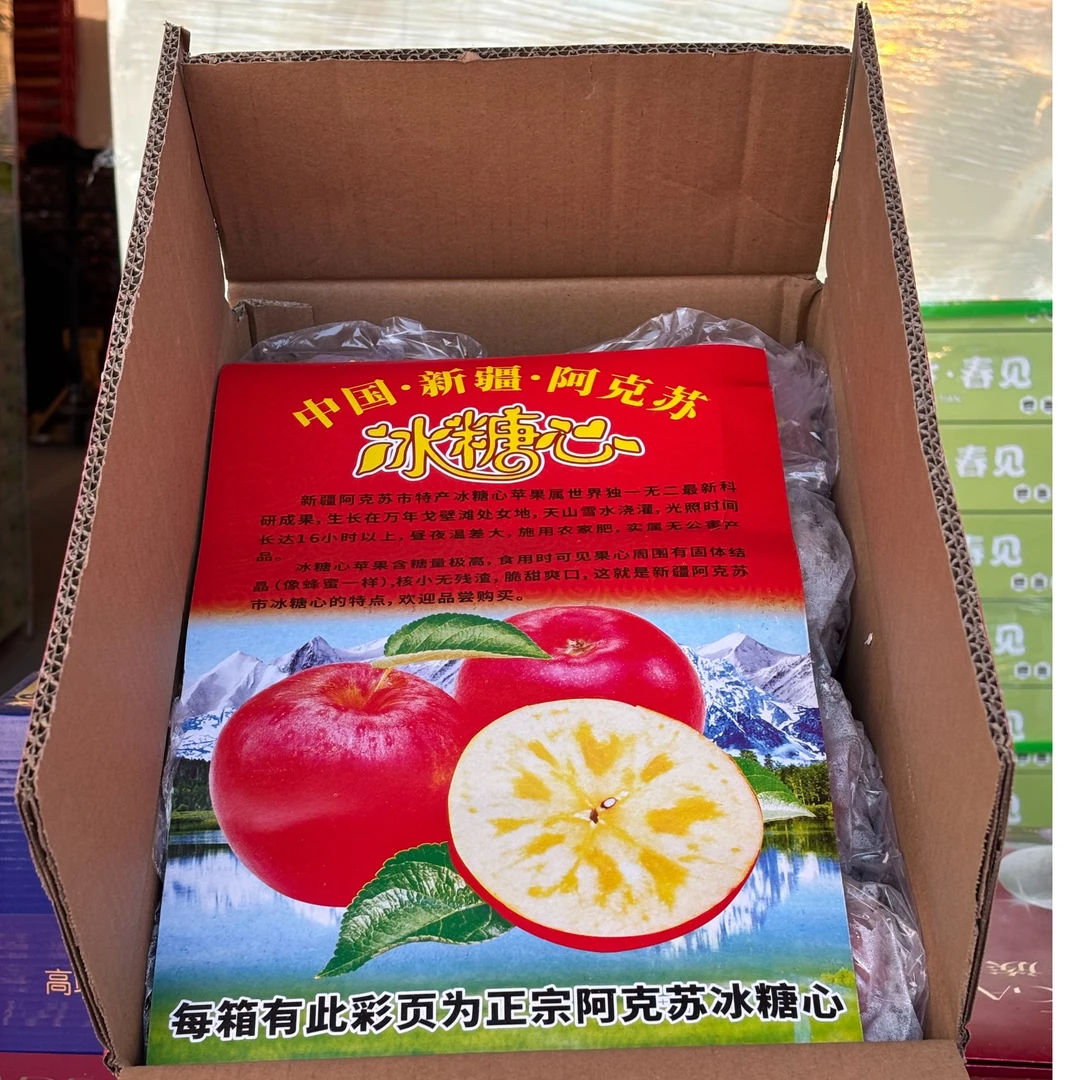 中国·新疆·阿克苏
冰糖心
新疆阿克苏市特产冰糖心苹果属世界独一无二最新科
研成果,生长在万年戈壁滩处女地,天山雪水浇灌,光照时间
长达16小时以上,昼夜温差大,施用农家肥,实属无公害产
品。
冰糖心苹果含糖量极高,食用时可见果心周围有固体结
晶(像蜂蜜一样),核小无残渣,脆甜爽口,这就是新疆阿克苏
市冰糖心的特点,欢迎品尝购买。
每箱有此彩页为正宗阿克苏冰糖心
·春见
春见
春见
春见
高